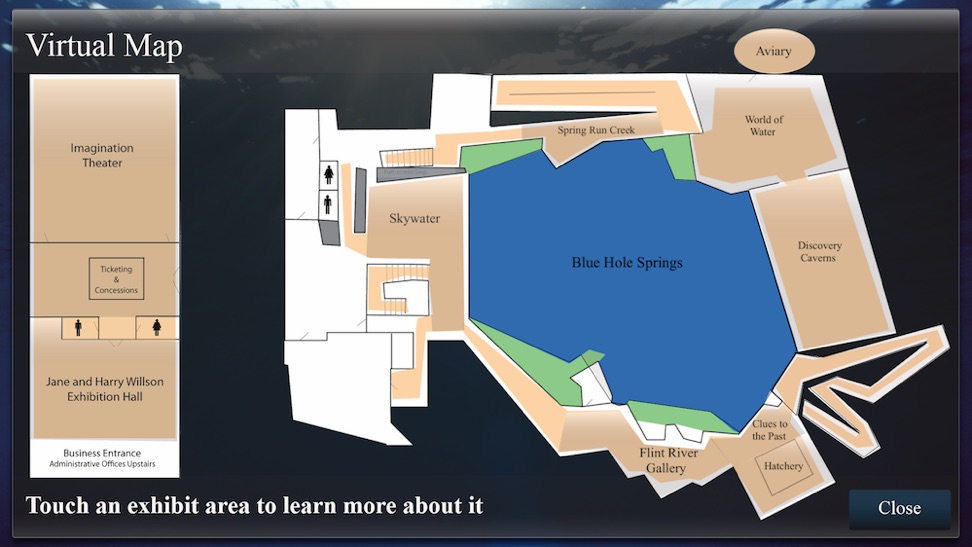 Virtual Map
Aviary
Imagination
Theater
Spring Run Creek
World of
Water
Skywater
Blue Hole Springs
Discovery
Caverns
Ticketing
&
Concessions
Jane and Harry Willson
Exhibition Hall
Business Entrance
Administrative Offices Upstairs
Clues to
the Past
Flint River
Gallery
Hatchery
Touch an exhibit area to learn more about it
Close